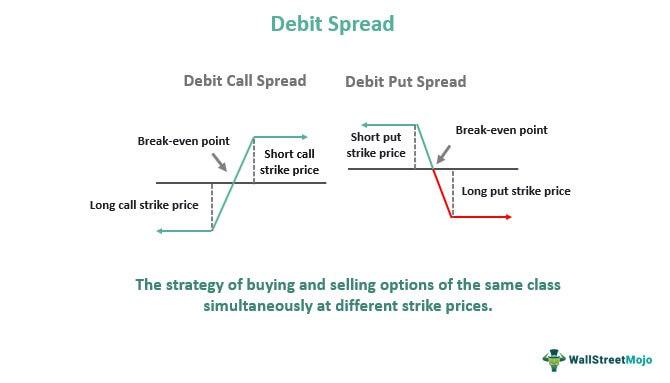 Debit Spread
Debit Call Spread
Debit Put Spread
Break-even point
Short call
strike price
Long call strike price
Short put
strike price
Break-even point
Long put strike price
The strategy of buying and selling options of the same class
simultaneously at different strike prices.
WallStreetMojo